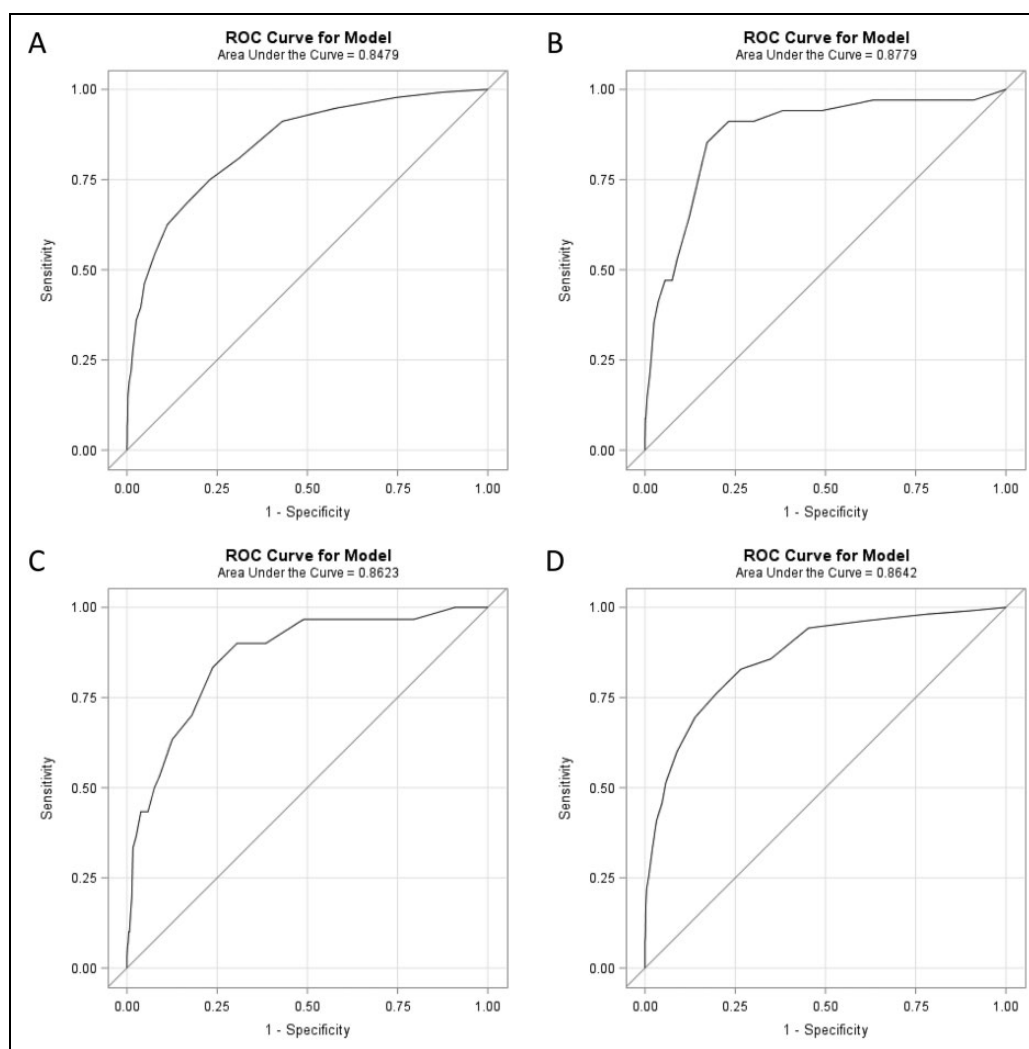 A
ROC Curve for Model
Area Under the Curve = 0.8479
1.00
0.75
0.50
0.25
0.00
Sensitivity
0.00 0.25 0.50 0.75 1.00
1 - Specificity
B
ROC Curve for Model
Area Under the Curve = 0.8779
1.00
0.75
0.50
0.25
0.00
Sensitivity
0.00 0.25 0.50 0.75 1.00
1 - Specificity
C
ROC Curve for Model
Area Under the Curve = 0.8623
1.00
0.75
0.50
0.25
0.00
Sensitivity
0.00 0.25 0.50 0.75 1.00
1 - Specificity
D
ROC Curve for Model
Area Under the Curve = 0.8642
1.00
0.75
0.50
0.25
0.00
Sensitivity
0.00 0.25 0.50 0.75 1.00
1 - Specificity